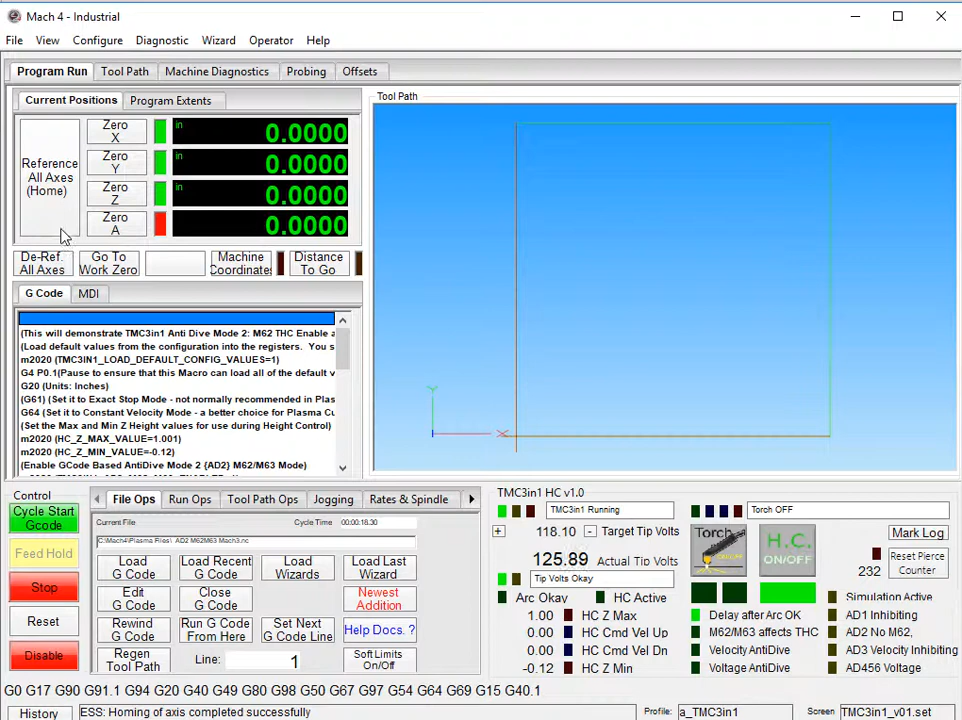 Mach 4 - Industrial
File View Configure Diagnostic Wizard Operator Help
Program Run Tool Path Machine Diagnostics Probing Offsets
Current Positions Program Extents
Tool Path
Reference
All Axes
(Home)
Zero
X
in
0.0000
Zero
Y
in
0.0000
Zero
Z
in
0.0000
Zero
A
0.0000
De-Ref.
All Axes
Go To
Work Zero
Machine
Coordinate
Distance
To Go
Y
X
G Code MDI
(This will demonstrate TMC3in1 Anti Dive Mode 2: M62 THC Enable a
(Load default values from the configuration into the registers. You s
m2020 (TMC3IN1_LOAD_DEFAULT_CONFIG_VALUES=1)
G4 P0.1(Pause to ensure that this Macro can load all of the default v
G20 (Units: Inches)
(G61) (Set it to Exact Stop Mode - not normally recommended in Plas
G64 (Set it to Constant Velocity Mode - a better choice for Plasma Cu
(Set the Max and Min Z Height values for use during Height Control)
m2039 (HC_Z_MAX_VALUE=1.001)
m2020 (HC_Z_MIN_VALUE=-0.12)
(Enable GCode Based AntiDive Mode 2 {AD2} M62/M63 Mode)
Control
Cycle Start
Gcode
Feed Hold
Stop
Reset
Disable
File Ops Run Ops Tool Path Ops Jogging Rates & Spindle
Current File
Cycle Time 00:00:18.30
C:\Mach4\Plasma Files\ AD2 M62M63 Mach3.nc
Load
G Code
Load Recent
G Code
Load
Wizards
Load Last
Wizard
Edit
G Code
Close
G Code
Newest
Addition
Rewind
G Code
Run G Code
From Here
Set Next
G Code Line
Help Docs. ?
Regen
Tool Path
Line: 1
Soft Limits
On/Off
TMC3in1 HC v1.0
TMC3in1 Running
Torch OFF
+ 118.10 - Target Tip Volts
125.89 Actual Tip Volts
Tip Volts Okay
Arc Okay HC Active
1.00 HC Z Max
0.00 HC Cmd Vel Up
0.00 HC Cmd Vel Dn
-0.12 HC Z Min
Torch
ON/OFF
H.C.
ON/OFF
Mark Log
232
Reset Pierce
Counter
Simulation Active
Delay after Arc OK
M62/M63 affects THC
Velocity AntiDive
Voltage AntiDive
AD1 Inhibiting
AD2 No M62,
AD3 Velocity Inhibiting
AD456 Voltage
G0 G17 G90 G91.1 G94 G20 G40 G49 G80 G98 G50 G67 G97 G54 G64 G69 G15 G40.1
History
ESS: Homing of axis completed successfully
Profile: a_TMC3in1
Screen TMC3in1_v01.set